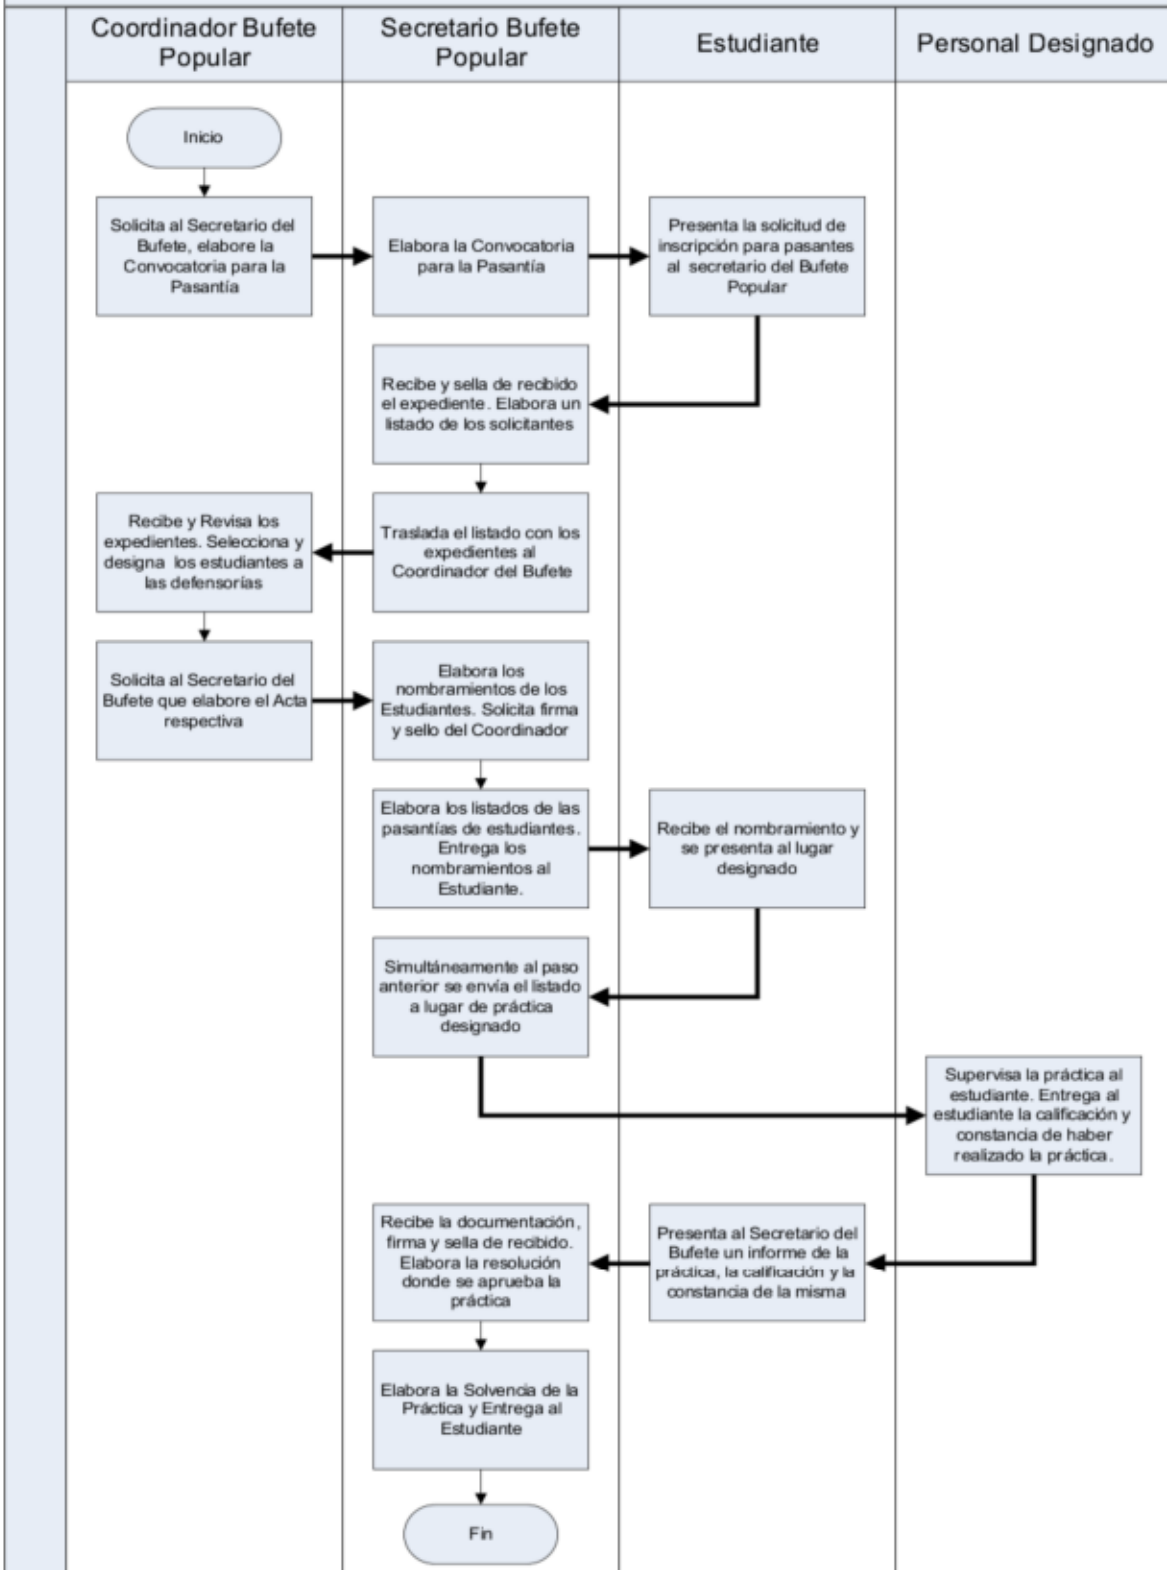 Coordinador Bufete
Popular
Secretario Bufete
Popular
Estudiante
Personal Designado
Inicio
Solicita al Secretario del
Bufete, elabore la
Convocatoria para la
Pasantía
Elabora la Convocatoria
para la Pasantía
Presenta la solicitud de
inscripción para pasantes
al secretario del Bufete
Popular
Recibe y sella de recibido
el expediente. Elabora un
listado de los solicitantes
Traslada el listado con los
expedientes al
Coordinador del Bufete
Recibe y Revisa los
expedientes. Selecciona y
designa los estudiantes a
las defensorías
Solicita al Secretario del
Bufete que elabore el Acta
respectiva
Elabora los
nombramientos de los
Estudiantes. Solicita firma
y sello del Coordinador
Elabora los listados de las
pasantías de estudiantes.
Entrega los
nombramientos al
Estudiante.
Recibe el nombramiento y
se presenta al lugar
designado
Simultáneamente al paso
anterior se envía el listado
a lugar de práctica
designado
Supervisa la práctica al
estudiante. Entrega al
estudiante la calificación y
constancia de haber
realizado la práctica.
Presenta al Secretario del
Bufete un informe de la
práctica, la calificación y la
constancia de la misma
Recibe la documentación,
firma y sella de recibido.
Elabora la resolución
donde se aprueba la
práctica
Elabora la Solvencia de la
Práctica y Entrega al
Estudiante
Fin